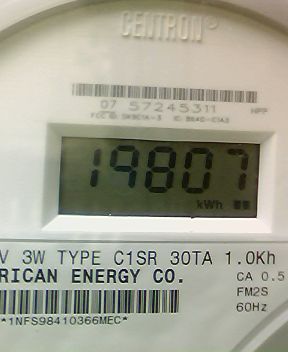 CENTRON®
07 57245311 HPP
19807
kWh
V 3W TYPE C1SR 30TA 1.0Kh
RICAN ENERGY CO. CA 0.5
FM2S
*1NFS98410366MEC* 60Hz